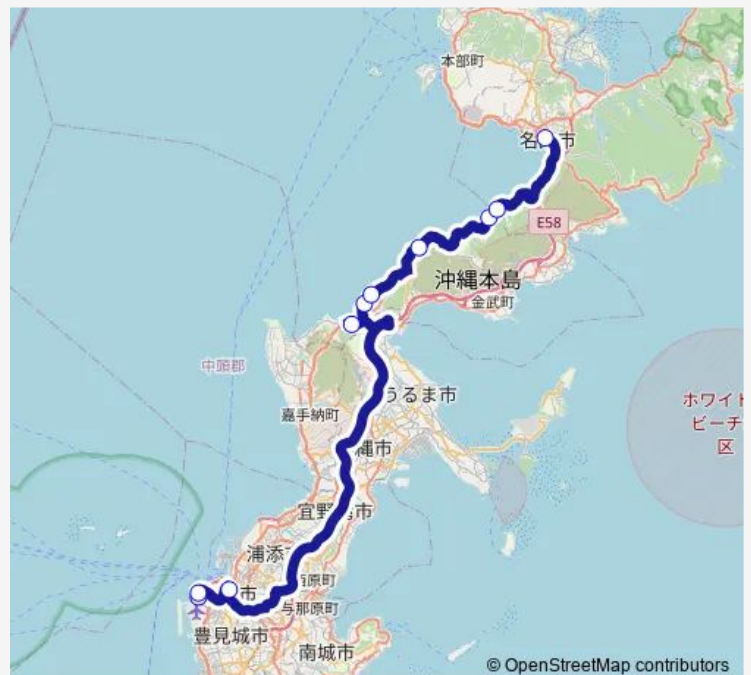 本部町
名 市
E58
沖縄本島
金武町
中頭郡
うるま市
ホワイト
ビーチ
区
嘉手納町
縄市
宜野 市
浦添
西原町
市
与那原町
豊見城市
南城市
© OpenStreetMap contributors